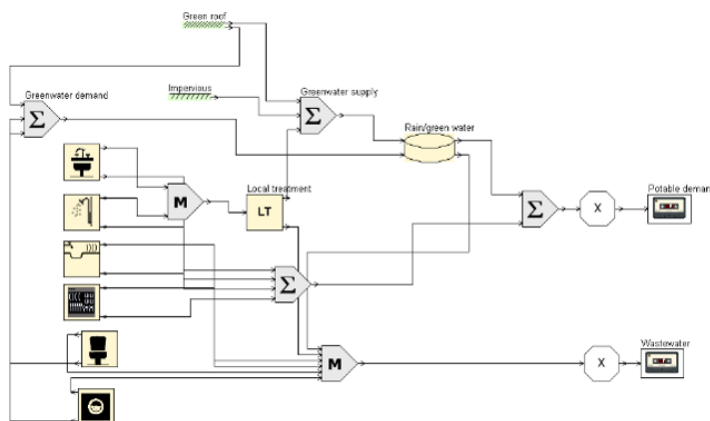 Green roof
Impervious
Greenwater supply
Greenwater demand
Σ
Σ
Rain/green water
M
Local treatment
LT
Σ
X
Potable deman
Σ
M
X
Wastewater